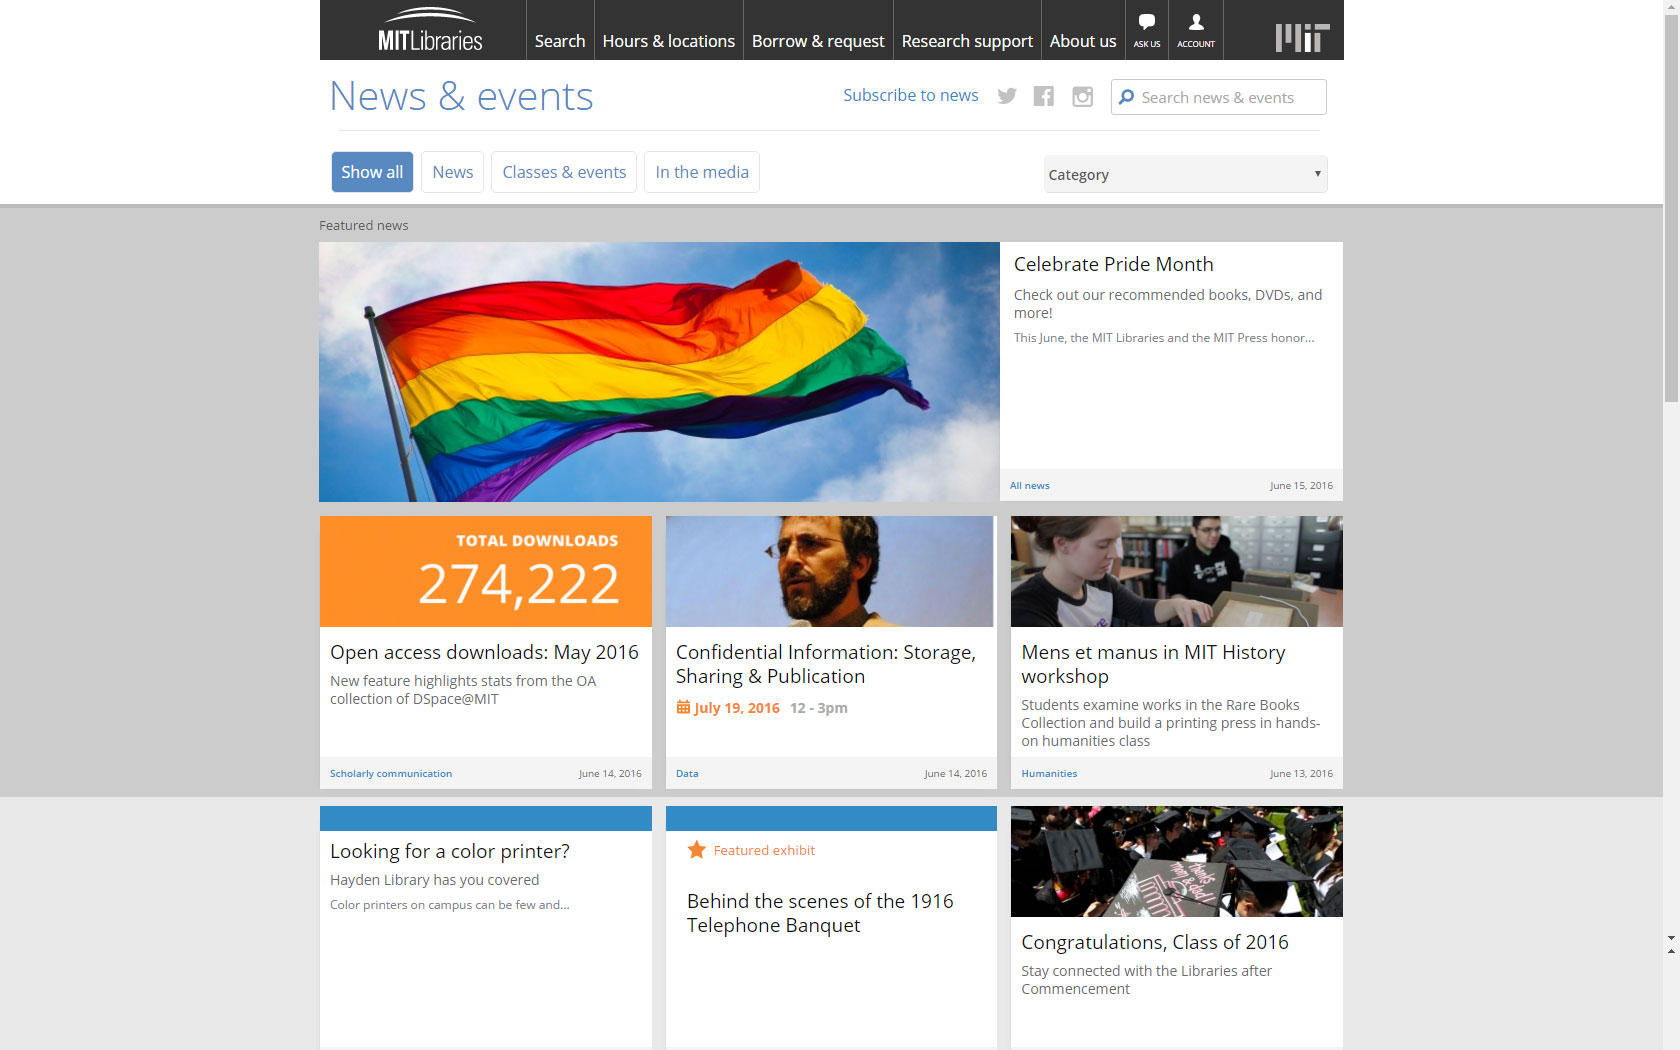 MITLibraries
Search
Hours & locations
Borrow & request
Research support
About us
ASK US
ACCOUNT
MIT
News & events
Subscribe to news
Search news & events
Show all
News
Classes & events
In the media
Category
Featured news
Celebrate Pride Month
Check out our recommended books, DVDs, and
more!
This June, the MIT Libraries and the MIT Press honor...
All news
June 15, 2016
TOTAL DOWNLOADS
274,222
Open access downloads: May 2016
New feature highlights stats from the OA
collection of DSpace@MIT
Scholarly communication
June 14, 2016
Confidential Information: Storage,
Sharing & Publication
July 19, 2016 12 - 3pm
Data
June 14, 2016
Mens et manus in MIT History
workshop
Students examine works in the Rare Books
Collection and build a printing press in hands-
on humanities class
Humanities
June 13, 2016
Looking for a color printer?
Hayden Library has you covered
Color printers on campus can be few and...
Featured exhibit
Behind the scenes of the 1916
Telephone Banquet
thanks
mom & dad!
Congratulations, Class of 2016
Stay connected with the Libraries after
Commencement